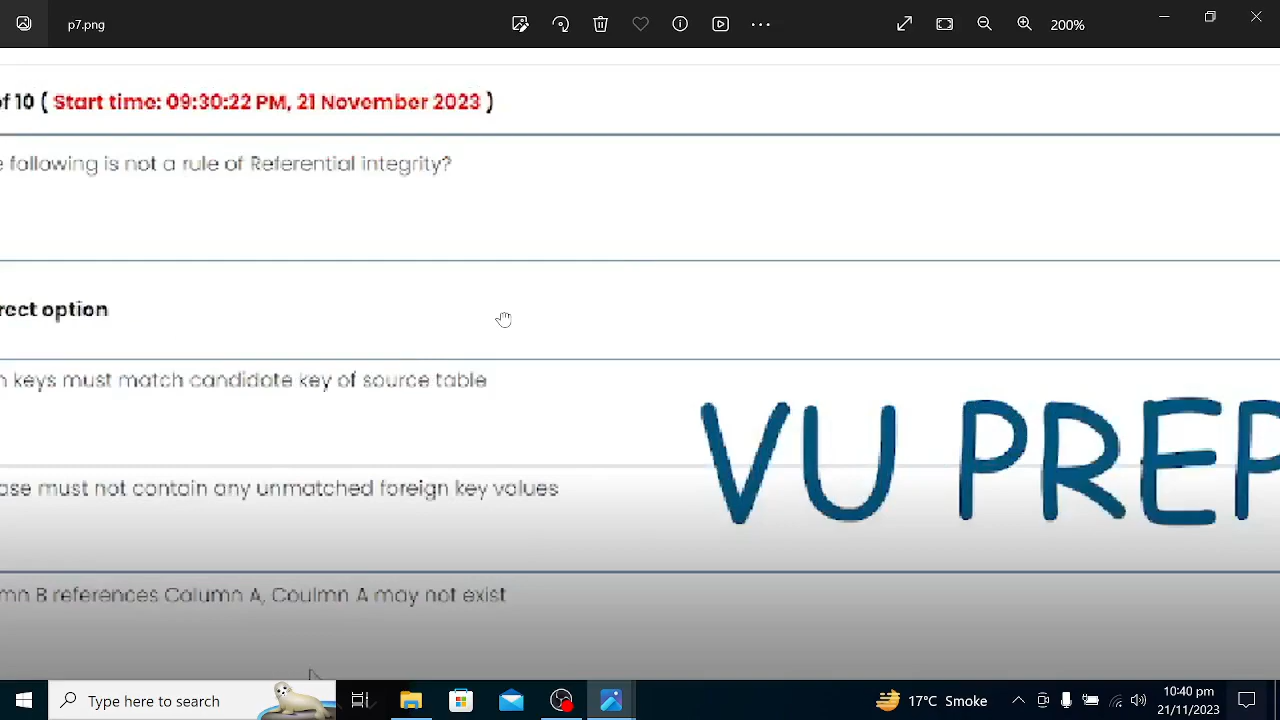 p7.png
200%
of 10 ( Start time: 09:30:22 PM, 21 November 2023 )
e following is not a rule of Referential integrity?
rrect option
n keys must match candidate key of source table
ase must not contain any unmatched foreign key values
mn B references Column A, Coulmn A may not exist
VU PREP
Type here to search
17°C Smoke
10:40 pm
21/11/2023